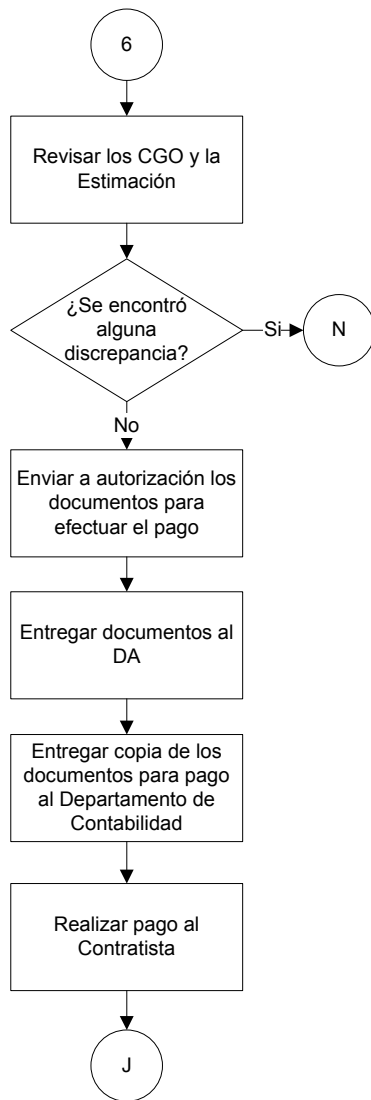 6
Revisar los CGO y la
Estimación
¿Se encontró
alguna
discrepancia?
Si
N
No
Enviar a autorización los
documentos para
efectuar el pago
Entregar documentos al
DA
Entregar copia de los
documentos para pago
al Departamento de
Contabilidad
Realizar pago al
Contratista
J